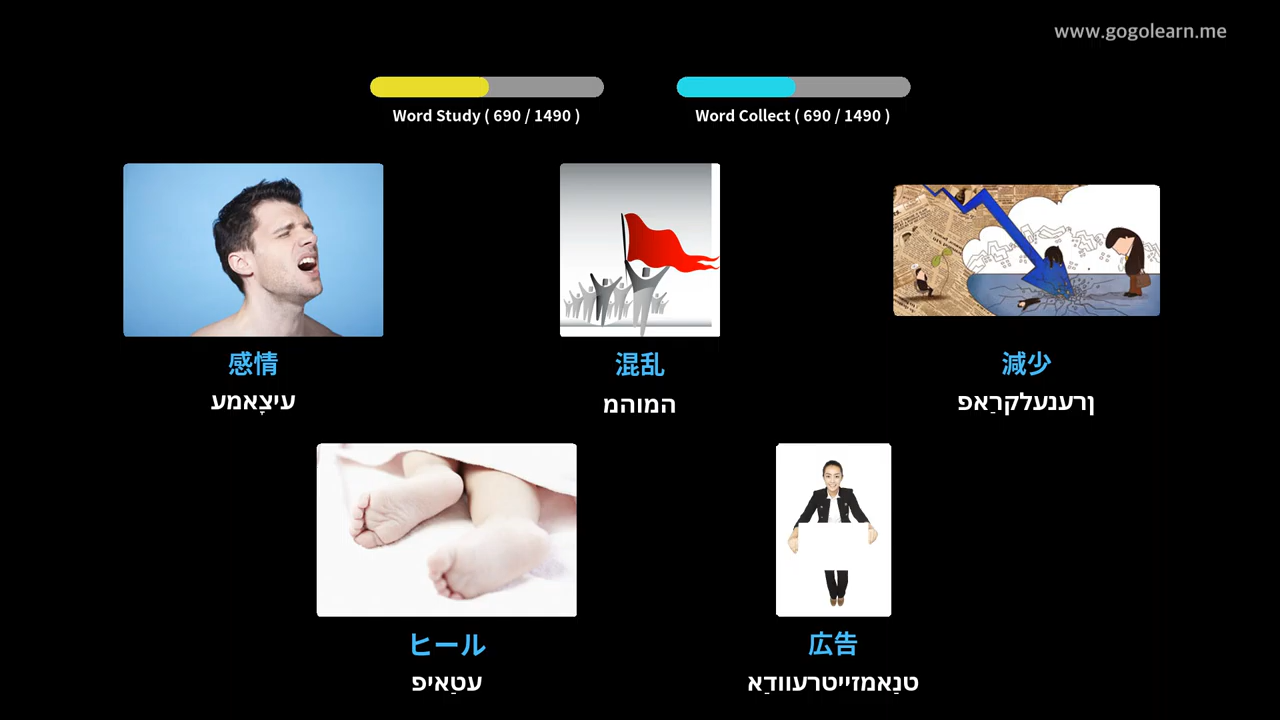 www.gogolearn.me
Word Study ( 690 / 1490 )
Word Collect ( 690 / 1490 )
感情
עיצָאמע
混乱
המוהמ
減少
ןרענעלקרַאפ
ヒール
עטַאיפ
広告
טנַאמזייטרעוודַא